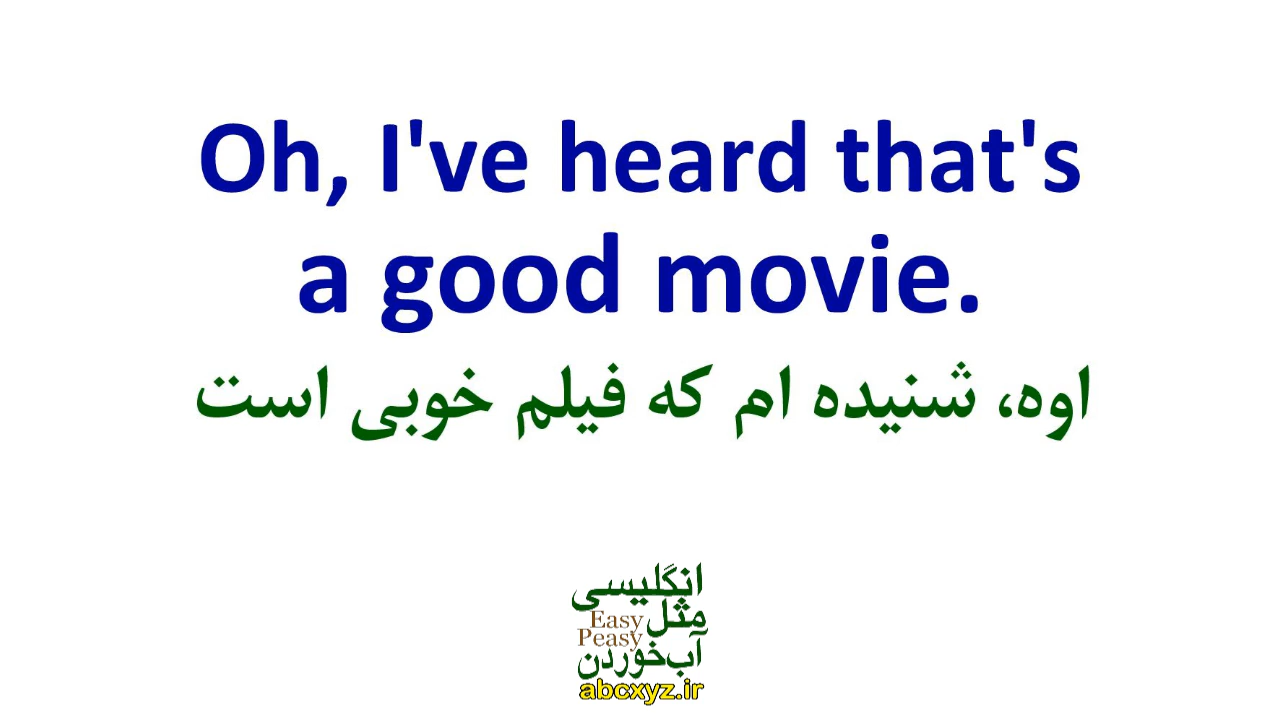 Oh, I've heard that's
a good movie.
اوه، شنیده ام که فیلم خوبی است
انگلیسی
مثل
Easy
Peasy
آب‌خوردن
abcxyz.ir